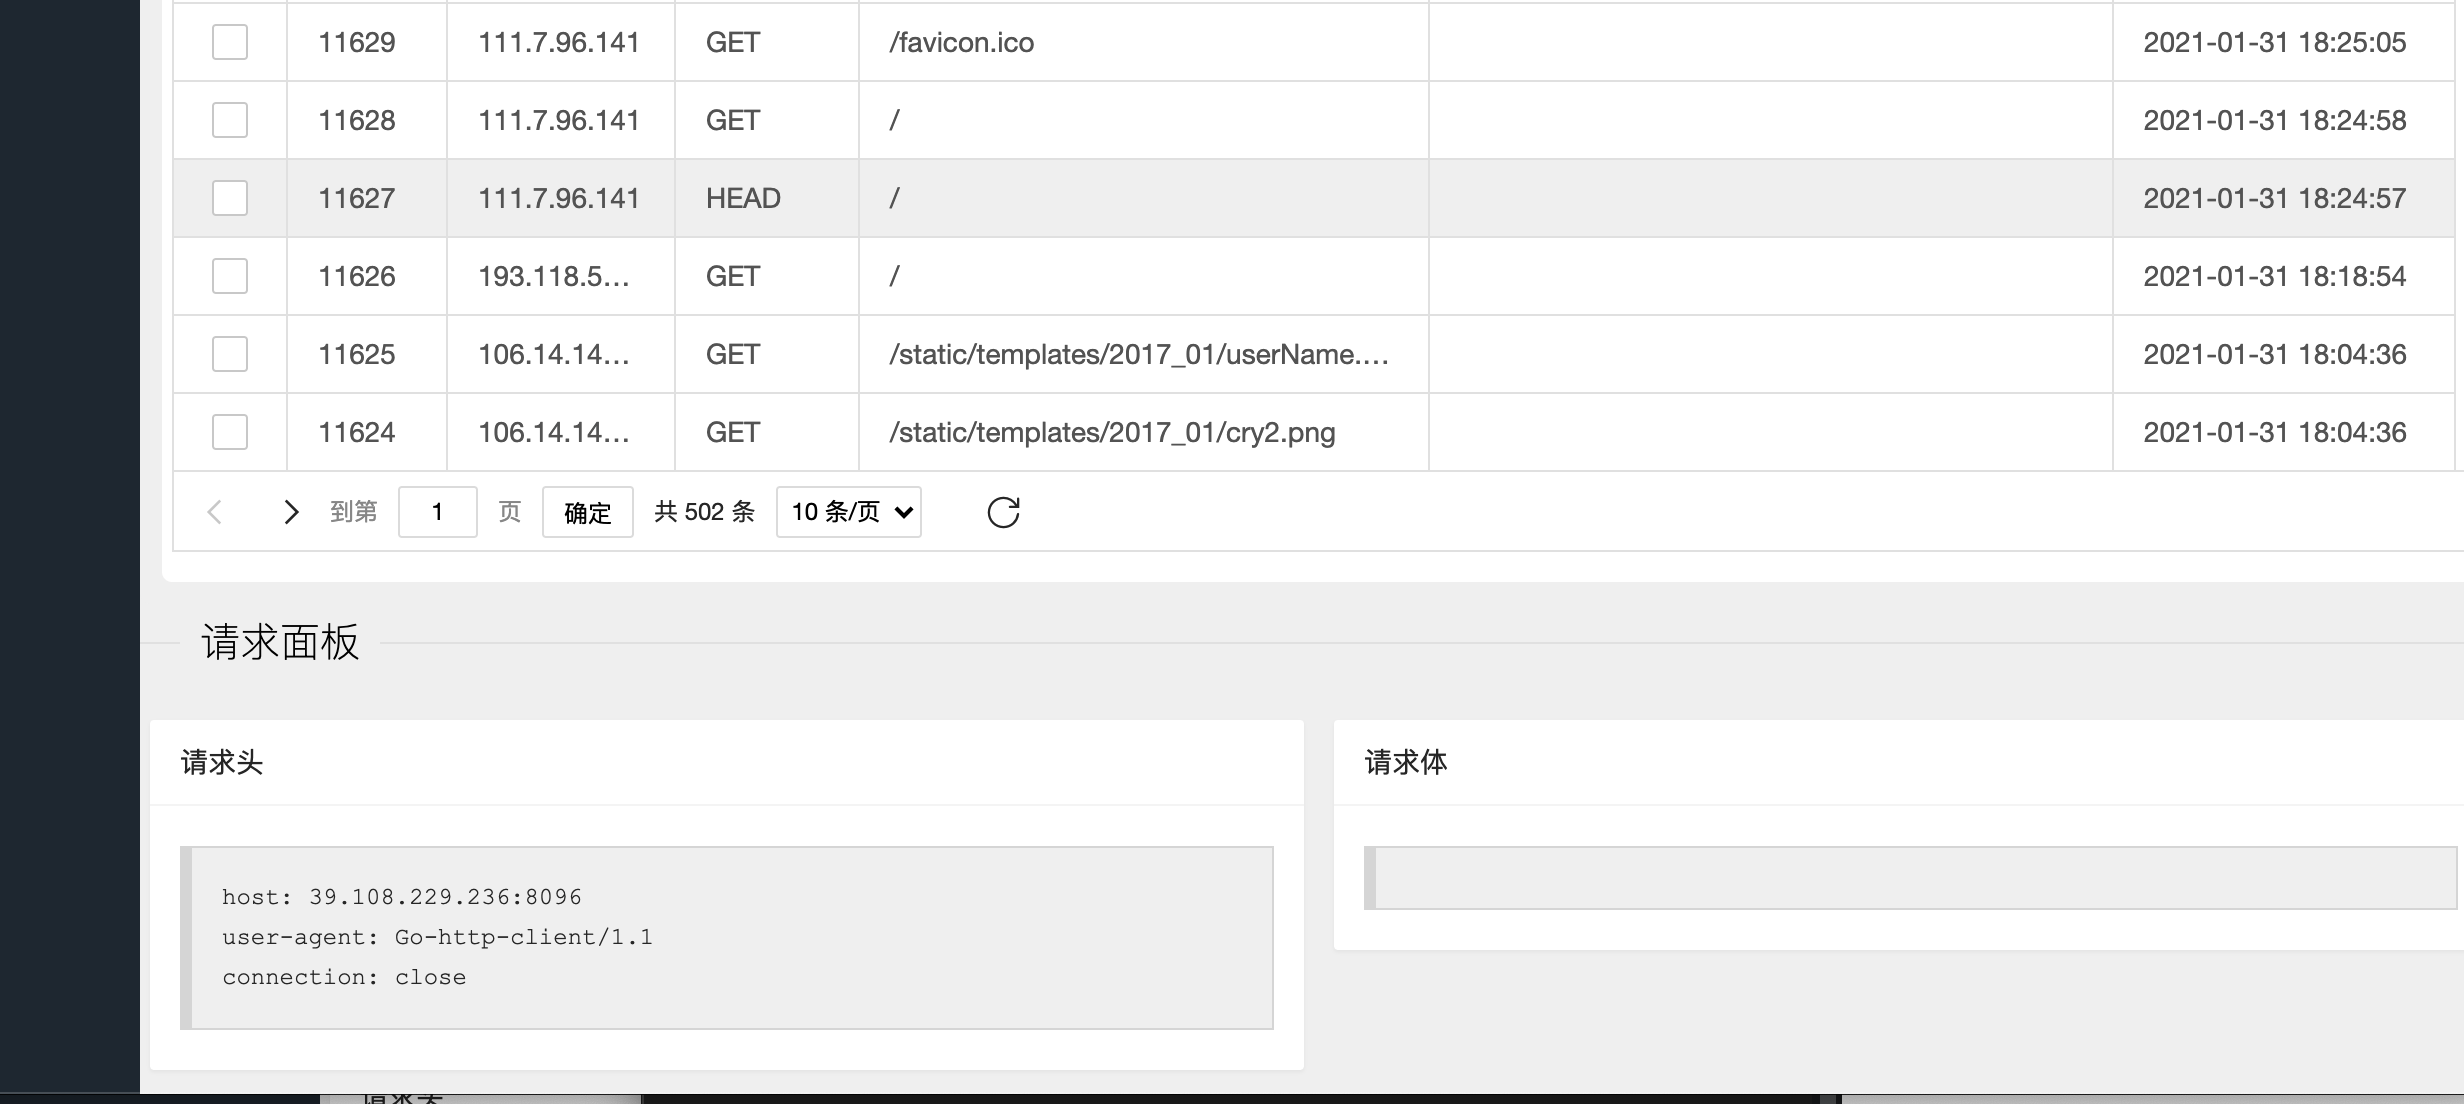 11629 111.7.96.141 GET /favicon.ico 2021-01-31 18:25:05
11628 111.7.96.141 GET / 2021-01-31 18:24:58
11627 111.7.96.141 HEAD / 2021-01-31 18:24:57
11626 193.118.5... GET / 2021-01-31 18:18:54
11625 106.14.14... GET /static/templates/2017_01/userName.... 2021-01-31 18:04:36
11624 106.14.14... GET /static/templates/2017_01/cry2.png 2021-01-31 18:04:36
到第 1 页 确定 共 502 条 10 条/页
请求面板
请求头
host: 39.108.229.236:8096
user-agent: Go-http-client/1.1
connection: close
请求体